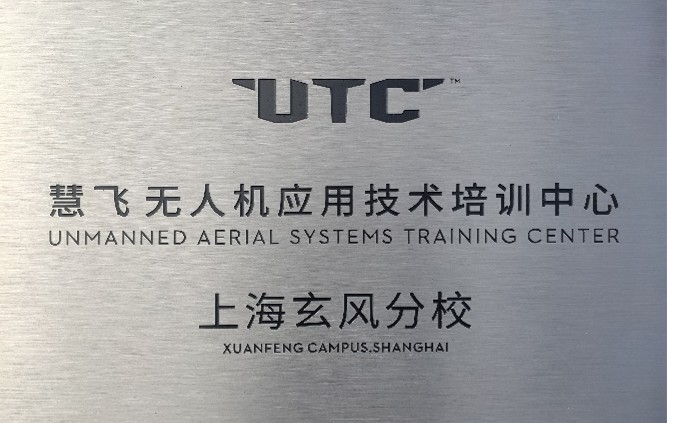 UTC™
慧飞 无人机应用技术培训中心
UNMANNED AERIAL SYSTEMS TRAINING CENTER
上海玄风分校
XUANFENG CAMPUS.SHANGHAI